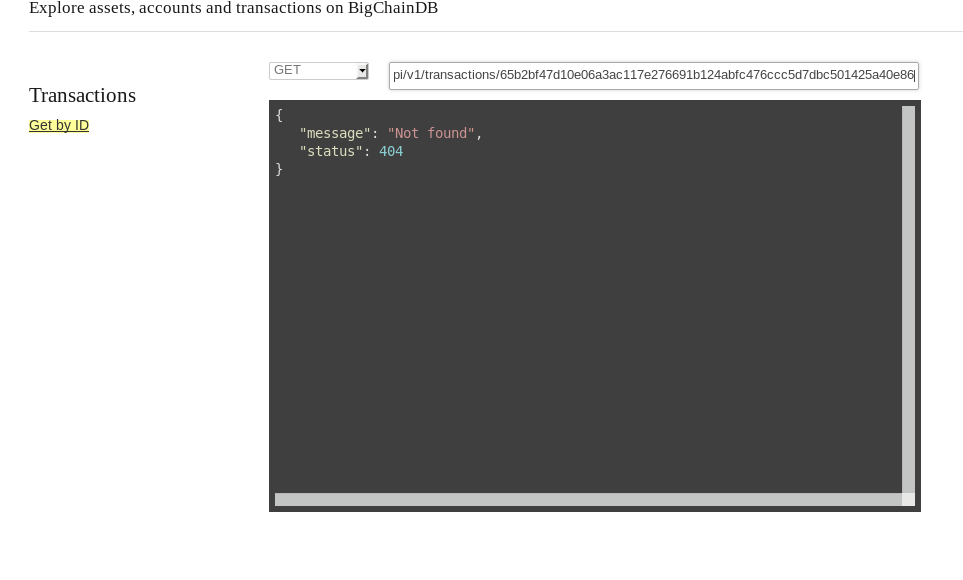 Explore assets, accounts and transactions on BigChainDB
GET
pi/v1/transactions/65b2bf47d10e06a3ac117e276691b124abfc476ccc5d7dbc501425a40e86
Transactions
Get by ID
{
"message": "Not found",
"status": 404
}